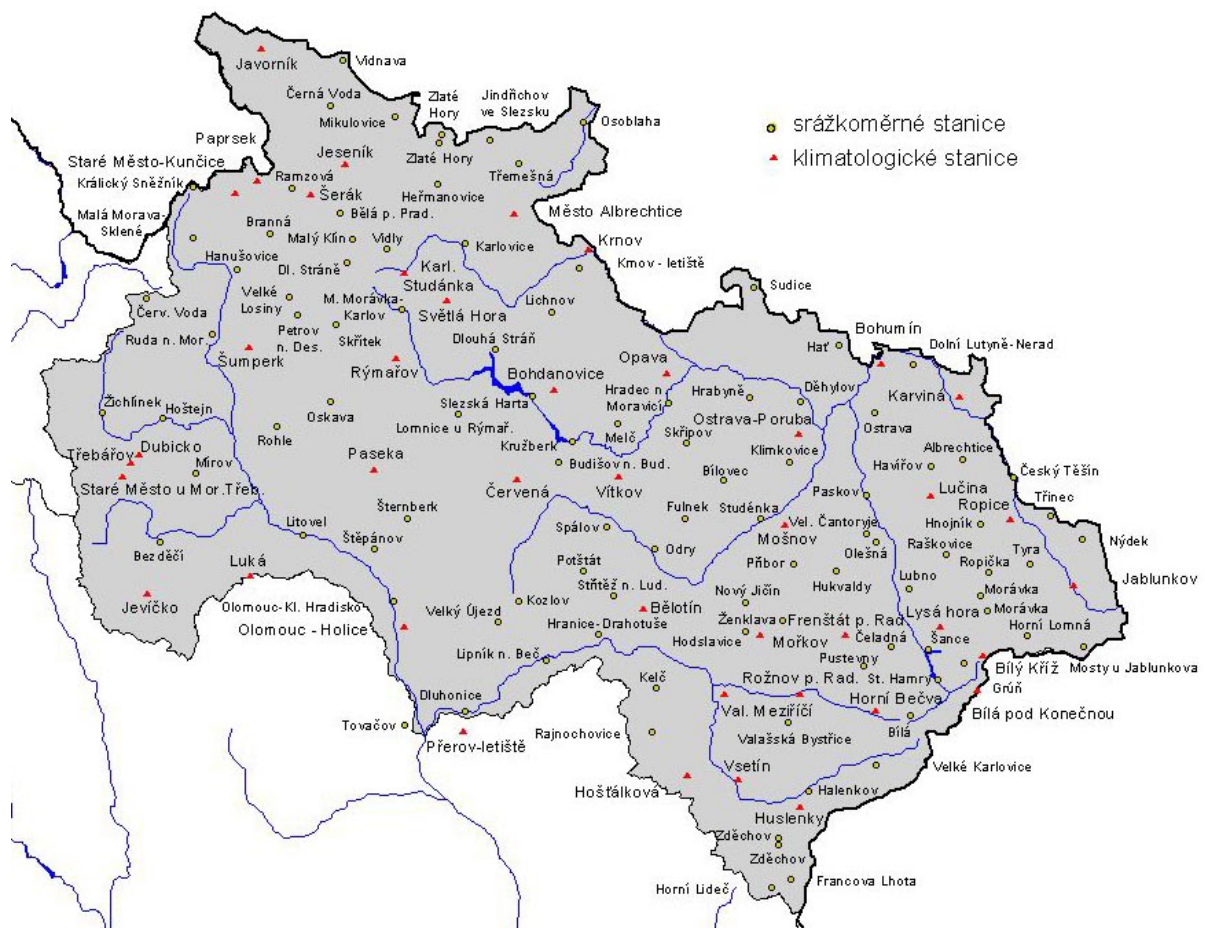 Javorník
Vidnava
Černá Voda
Zlaté
Hory
Jindřichov
ve Slezsku
Mikulovice
Osoblaha
srážkoměrné stanice
klimatologické stanice
Paprsek
Jeseník
Zlaté Hory
Staré Město-Kunčice
Třemešná
Králický Sněžník
Ramzová
Šerák
Heřmanovice
Malá Morava-
Sklené
Branná
Bělá p. Prad.
Město Albrechtice
Malý Klín
Vidly
Karlovice
Krnov
Hanušovice
Dl. Stráně
Karl.
Studánka
Krnov - letiště
Sudice
Velké
Losiny
M. Morávka-
Karlov
Lichnov
Červ. Voda
Světlá Hora
Petrov
n. Des.
Skřítek
Ruda n. Mor.
Dlouhá Stráň
Bohumín
Hať
Dolní Lutyně-Nerad
Šumperk
Rýmařov
Opava
Bohdanovice
Hradec n.
Moravicí
Hrabyně
Děhylov
Karviná
Žichlínek
Hoštejn
Oskava
Slezská Harta
Lomnice u Rýmař.
Ostrava-Poruba
Ostrava
Rohle
Melč
Skřipov
Kružberk
Klimkovice
Albrechtice
Dubicko
Třebářov
Mírov
Paseka
Budišov n. Bud.
Bílovec
Havířov
Český Těšín
Staré Město u Mor.Třeb.
Červená
Vítkov
Lučina
Paskov
Ropice
Třinec
Šternberk
Fulnek
Studénka
Litovel
Spálov
Vel. Čantoryje
Hnojník
Mošnov
Nýdek
Bezděčí
Štěpánov
Odry
Olešná
Raškovice
Tyra
Luká
Potštát
Příbor
Ropička
Hukvaldy
Jablunkov
Jevíčko
Střítěž n. Lud.
Nový Jičín
Lubno
Morávka
Olomouc-Kl. Hradisko
Velký Újezd
Kozlov
Bělotín
Morávka
Lysá hora
Ženklava
Frenštát p. Rad.
Olomouc - Holice
Hranice-Drahotuše
Horní Lomná
Hodslavice
Mořkov
Čeladná
Šance
Lipník n. Beč.
Pustevny
Bílý Kříž
Mosty u Jablunkova
Kelč
Rožnov p. Rad.
St. Hamry
Grúň
Dluhonice
Val. Meziříčí
Horní Bečva
Bílá pod Konečnou
Tovačov
Přerov-letiště
Rajnochovice
Valašská Bystřice
Bílá
Vsetín
Velké Karlovice
Hošťálková
Halenkov
Huslenky
Zděchov
Zděchov
Horní Lideč
Francova Lhota